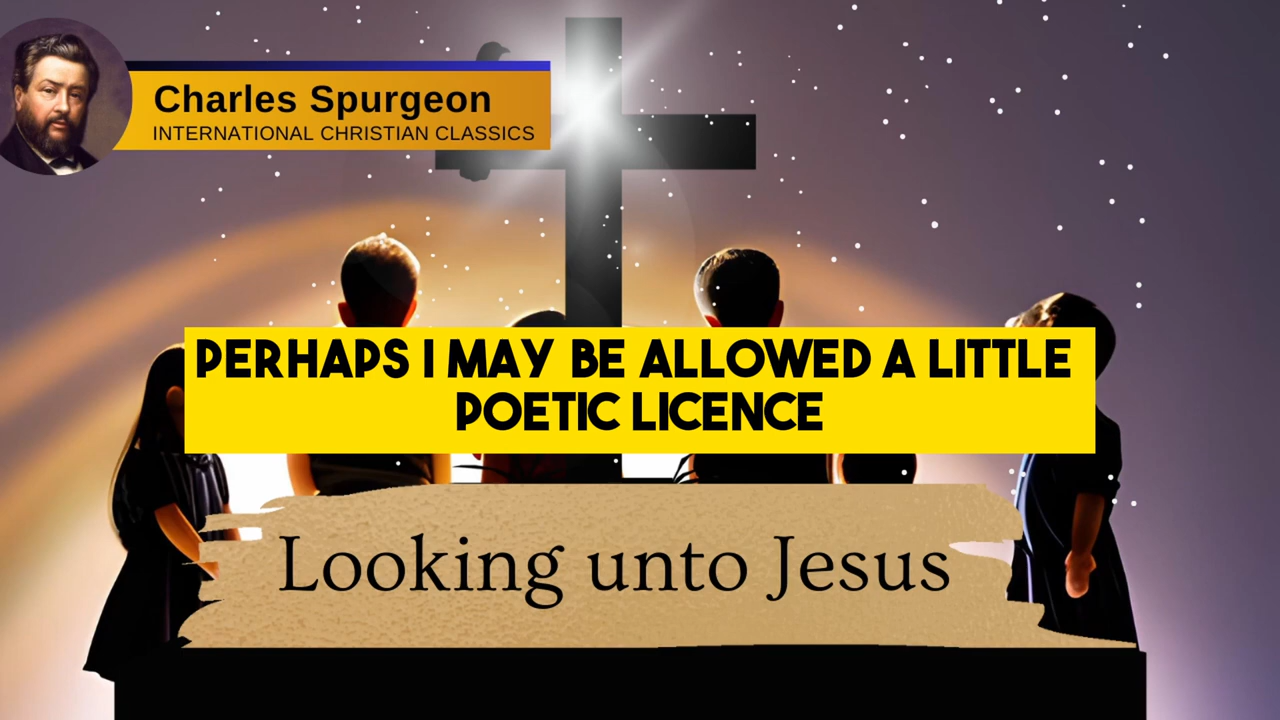 Charles Spurgeon
INTERNATIONAL CHRISTIAN CLASSICS
PERHAPS I MAY BE ALLOWED A LITTLE
POETIC LICENCE
Looking unto Jesus